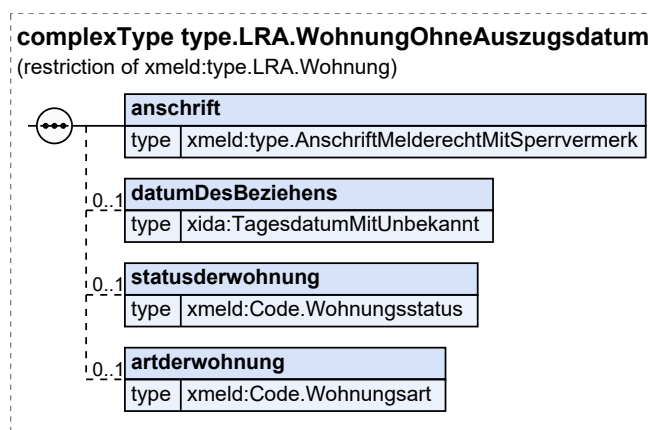 complexType type.LRA.WohnungOhneAuszugsdatum
(restriction of xmeld:type.LRA.Wohnung)
anschrift
type xmeld:type.AnschriftMelderechtMitSperrvermerk
0..1 datumDesBeziehens
type xida:TagesdatumMitUnbekannt
0..1 statusderwohnung
type xmeld:Code.Wohnungsstatus
0..1 artderwohnung
type xmeld:Code.Wohnungsart